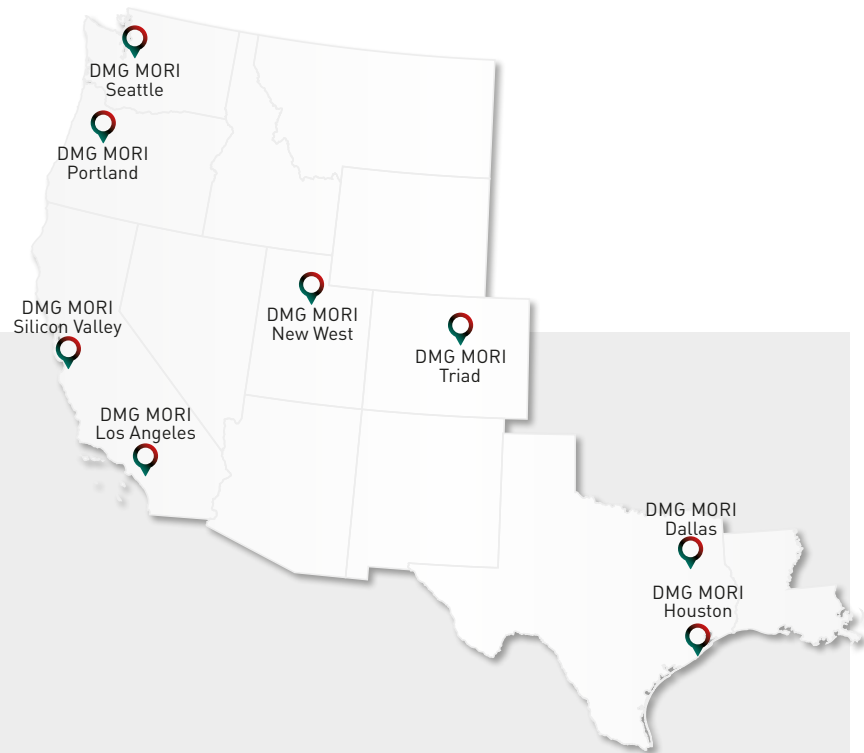 DMG MORI
Seattle
DMG MORI
Portland
DMG MORI
Silicon Valley
DMG MORI
New West
DMG MORI
Triad
DMG MORI
Los Angeles
DMG MORI
Dallas
DMG MORI
Houston